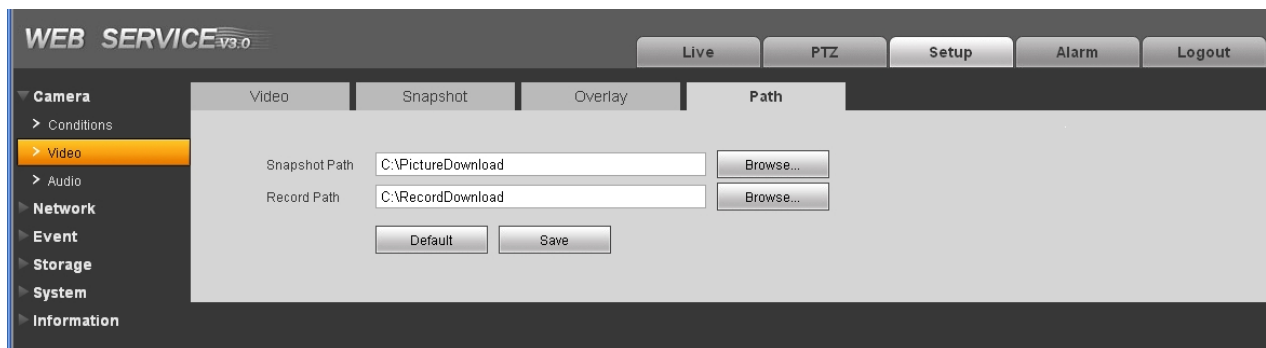 WEB SERVICE V3.0
Live PTZ Setup Alarm Logout
Camera
> Conditions
> Video
> Audio
Network
Event
Storage
System
Information
Video Snapshot Overlay Path
Snapshot Path C:\PictureDownload Browse...
Record Path C:\RecordDownload Browse...
Default Save